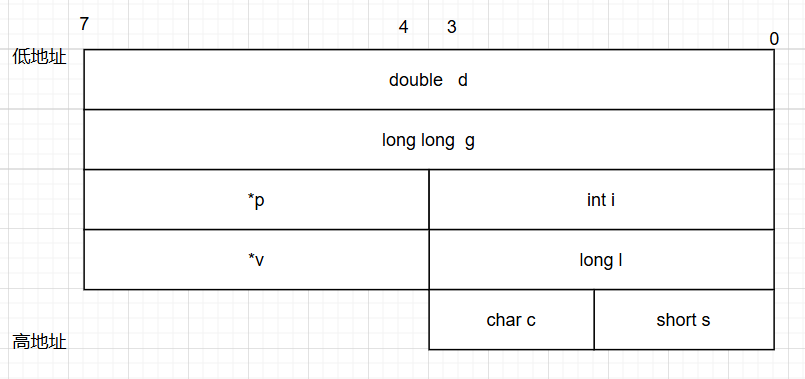 7 4 3 0
低地址
double d
long long g
*p int i
*v long l
char c short s
高地址